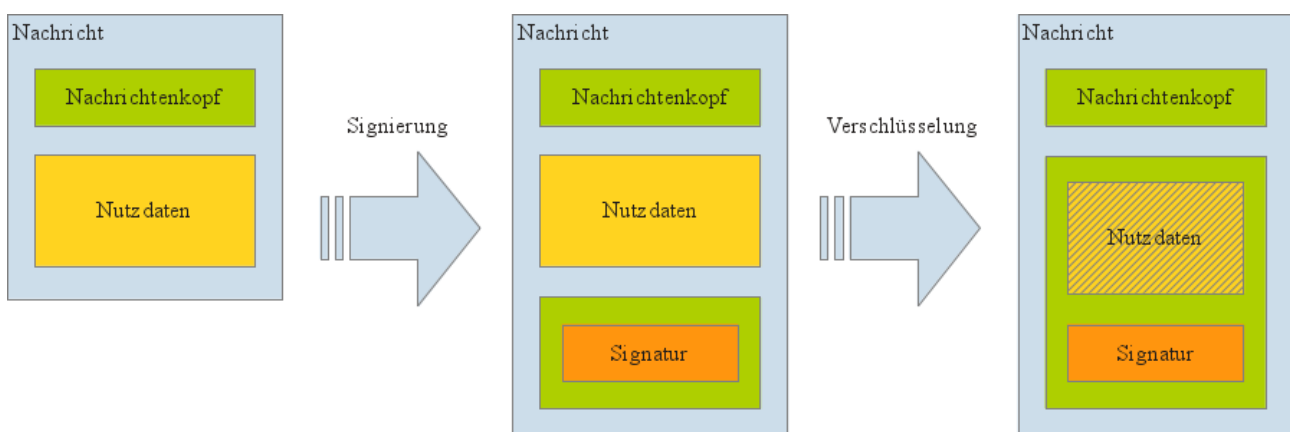 Nachricht
Nachrichtenkopf
Nutzdaten
Signierung
Nachricht
Nachrichtenkopf
Nutzdaten
Signatur
Verschlüsselung
Nachricht
Nachrichtenkopf
Nutzdaten
Signatur